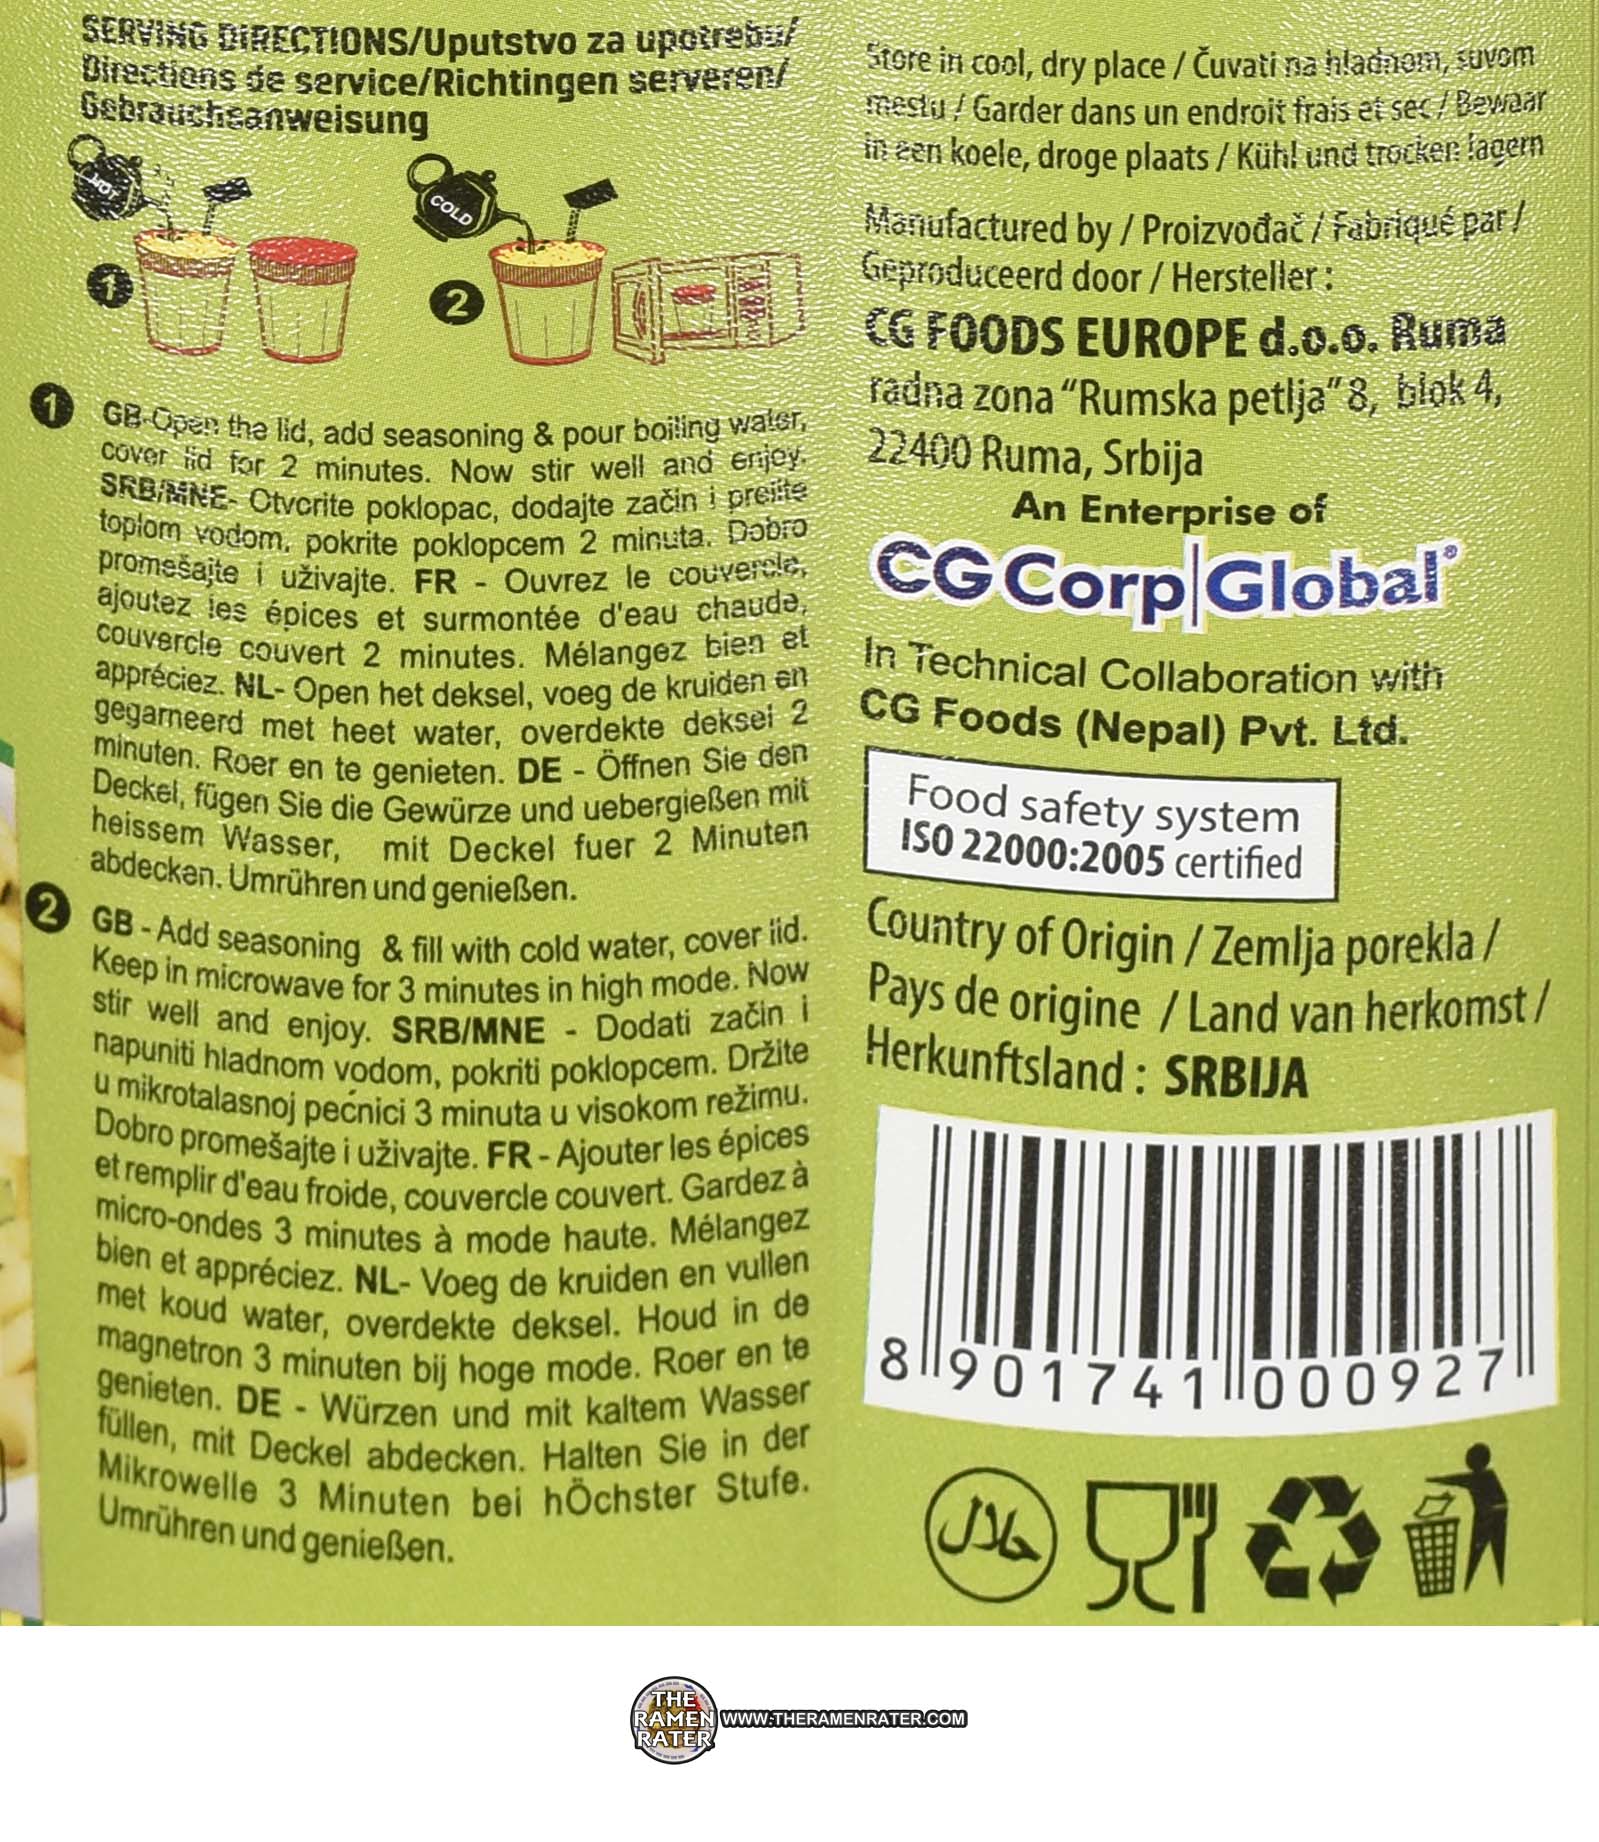 SERVING DIRECTIONS/Uputstvo za upotrebu/
Directions de service/Richtingen serveren/
Gebrauchsanweisung
HOT
COLD
1
2
1 GB-Open the lid, add seasoning & pour boiling water,
cover lid for 2 minutes. Now stir well and enjoy.
SRB/MNE- Otvorite poklopac, dodajte začin i prelite
toplom vodom, pokrite poklopcem 2 minuta. Dobro
promešajte i uživajte. FR - Ouvrez le couvercle,
ajoutez les épices et surmontée d'eau chaude,
couvercle couvert 2 minutes. Mélangez bien et
appréciez. NL- Open het deksel, voeg de kruiden en
gegarneerd met heet water, overdekte deksel 2
minuten. Roer en te genieten. DE - Öffnen Sie den
Deckel, fügen Sie die Gewürze und uebergießen mit
heissem Wasser, mit Deckel fuer 2 Minuten
abdecken. Umrühren und genießen.
2 GB - Add seasoning & fill with cold water, cover lid.
Keep in microwave for 3 minutes in high mode. Now
stir well and enjoy. SRB/MNE - Dodati začin i
napuniti hladnom vodom, pokriti poklopcem. Držite
u mikrotalasnoj pećnici 3 minuta u visokom režimu.
Dobro promešajte i uživajte. FR - Ajouter les épices
et remplir d'eau froide, couvercle couvert. Gardez à
micro-ondes 3 minutes à mode haute. Mélangez
bien et appréciez. NL- Voeg de kruiden en vullen
met koud water, overdekte deksel. Houd in de
magnetron 3 minuten bij hoge mode. Roer en te
genieten. DE - Würzen und mit kaltem Wasser
füllen, mit Deckel abdecken. Halten Sie in der
Mikrowelle 3 Minuten bei hÖchster Stufe.
Umrühren und genießen.
Store in cool, dry place / Čuvati na hladnom, suvom
mestu / Garder dans un endroit frais et sec / Bewaar
in een koele, droge plaats / Kühl und trocken lagern
Manufactured by / Proizvođač / Fabriqué par /
Geproduceerd door / Hersteller :
CG FOODS EUROPE d.o.o. Ruma
radna zona “Rumska petlja” 8, blok 4,
22400 Ruma, Srbija
An Enterprise of
CG Corp|Global®
In Technical Collaboration with
CG Foods (Nepal) Pvt. Ltd.
Food safety system
ISO 22000:2005 certified
Country of Origin / Zemlja porekla /
Pays de origine / Land van herkomst /
Herkunftsland : SRBIJA
8 901741 000927
حلال
THE
RAMEN
RATER
WWW.THERAMENRATER.COM